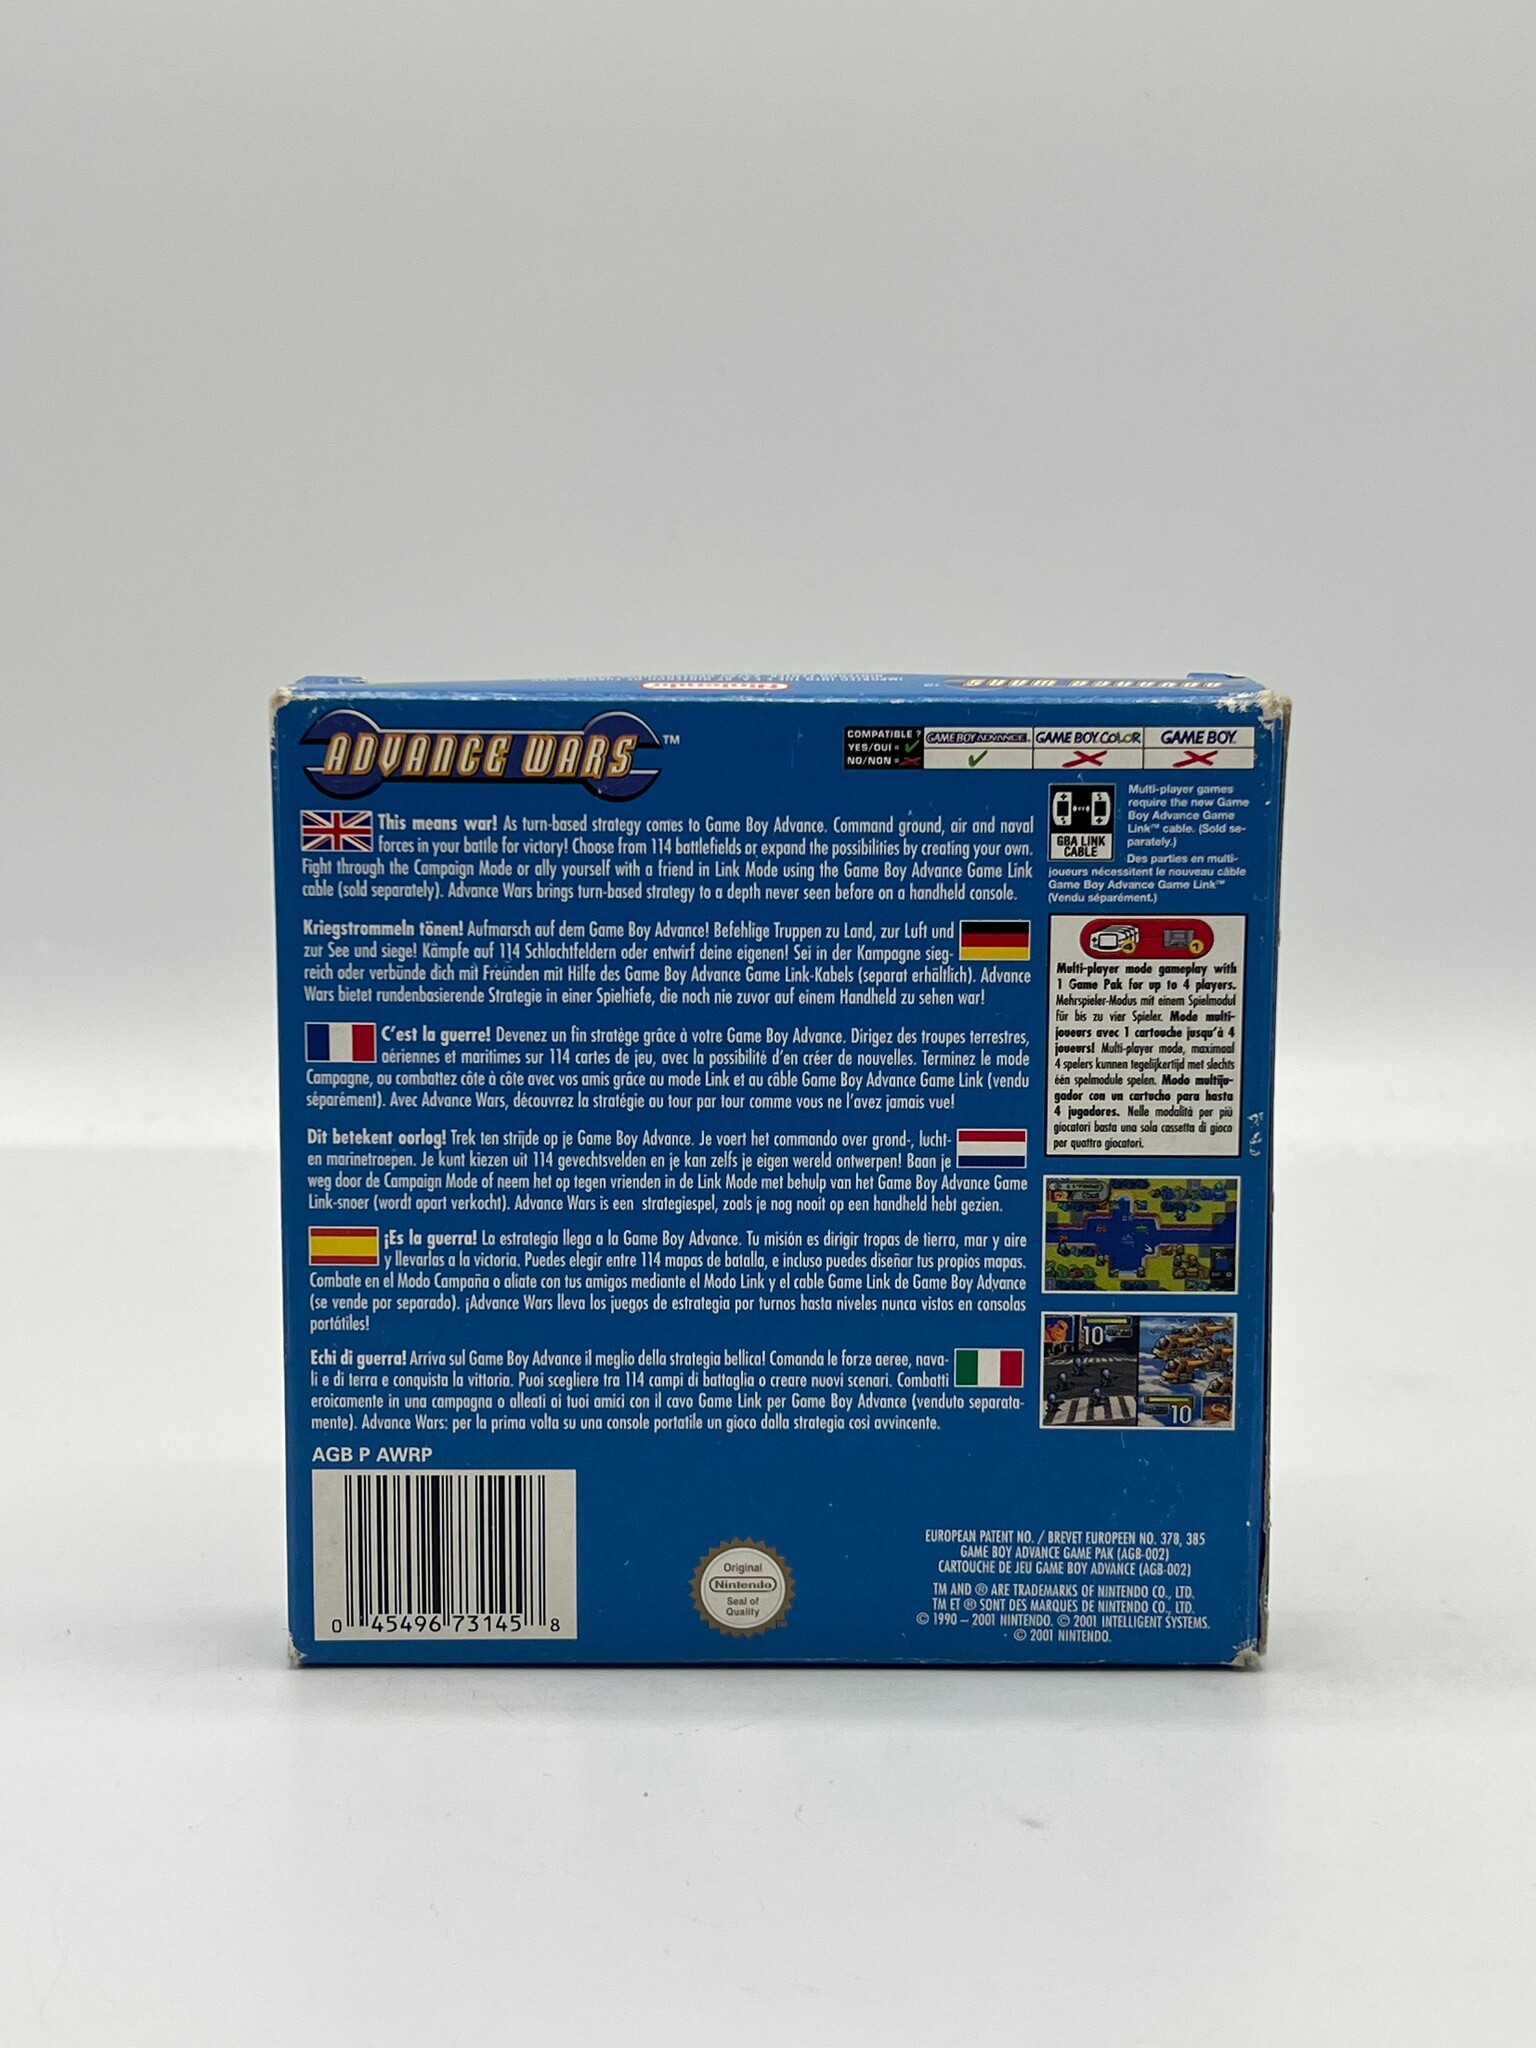 Nintendo
ADVANCE WARS
ADVANCE WARS™
COMPATIBLE ?
YES/OUI =
NO/NON =
GAME BOY ADVANCE
GAME BOY COLOR
GAME BOY
This means war! As turn-based strategy comes to Game Boy Advance. Command ground, air and naval
forces in your battle for victory! Choose from 114 battlefields or expand the possibilities by creating your own.
Fight through the Campaign Mode or ally yourself with a friend in Link Mode using the Game Boy Advance Game Link
cable (sold separately). Advance Wars brings turn-based strategy to a depth never seen before on a handheld console.
Kriegstrommeln tönen! Aufmarsch auf dem Game Boy Advance! Befehlige Truppen zu Land, zur Luft und
zur See und siege! Kämpfe auf 114 Schlachtfeldern oder entwirf deine eigenen! Sei in der Kampagne sieg-
reich oder verbünde dich mit Freunden mit Hilfe des Game Boy Advance Game Link-Kabels (separat erhältlich). Advance
Wars bietet rundenbasierende Strategie in einer Spieltiefe, die noch nie zuvor auf einem Handheld zu sehen war!
C'est la guerre! Devenez un fin stratège grâce à votre Game Boy Advance. Dirigez des troupes terrestres,
aériennes et maritimes sur 114 cartes de jeu, avec la possibilité d'en créer de nouvelles. Terminez le mode
Campagne, ou combattez côte à côte avec vos amis grâce au mode Link et au câble Game Boy Advance Game Link (vendu
séparément). Avec Advance Wars, découvrez la stratégie au tour par tour comme vous ne l'avez jamais vue!
Dit betekent oorlog! Trek ten strijde op je Game Boy Advance. Je voert het commando over grond-, lucht-
en marinetroepen. Je kunt kiezen uit 114 gevechtsvelden en je kan zelfs je eigen wereld ontwerpen! Baan je
weg door de Campaign Mode of neem het op tegen vrienden in de Link Mode met behulp van het Game Boy Advance Game
Link-snoer (wordt apart verkocht). Advance Wars is een strategiespel, zoals je nog nooit op een handheld hebt gezien.
¡Es la guerra! La estrategia llega a la Game Boy Advance. Tu misión es dirigir tropas de tierra, mar y aire
y llevarlas a la victoria. Puedes elegir entre 114 mapas de batalla, e incluso puedes diseñar tus propios mapas.
Combate en el Modo Campaña o aliate con tus amigos mediante el Modo Link y el cable Game Link de Game Boy Advance
(se vende por separado). ¡Advance Wars lleva los juegos de estrategia por turnos hasta niveles nunca vistos en consolas
portátiles!
Echi di guerra! Arriva sul Game Boy Advance il meglio della strategia bellica! Comanda le forze aeree, nava-
li e di terra e conquista la vittoria. Puoi scegliere tra 114 campi di battaglia o creare nuovi scenari. Combatti
eroicamente in una campagna o alleati ai tuoi amici con il cavo Game Link per Game Boy Advance (venduto separata-
mente). Advance Wars: per la prima volta su una console portatile un gioco dalla strategia così avvincente.
GBA LINK
CABLE
Multi-player games
require the new Game
Boy Advance Game
Link™ cable. (Sold se-
parately.)
Des parties en multi-
joueurs nécessitent le nouveau câble
Game Boy Advance Game Link™
(Vendu séparément.)
4
1
Multi-player mode gameplay with
1 Game Pak for up to 4 players.
Mehrspieler-Modus mit einem Spielmodul
für bis zu vier Spieler. Mode multi-
joueurs avec 1 cartouche jusqu'à 4
joueurs! Multi-player mode, maximaal
4 spelers kunnen tegelijkertijd met slechts
één spelmodule spelen. Modo multiju-
gador con un cartucho para hasta
4 jugadores. Nelle modalità per più
giocatori basta una sola cassetta di gioco
per quattro giocatori.
10
10
AGB P AWRP
0 45496 73145 8
Original
Nintendo
Seal of
Quality
EUROPEAN PATENT NO. / BREVET EUROPEEN NO. 378, 385
GAME BOY ADVANCE GAME PAK (AGB-002)
CARTOUCHE DE JEU GAME BOY ADVANCE (AGB-002)
TM AND ® ARE TRADEMARKS OF NINTENDO CO., LTD.
TM ET ® SONT DES MARQUES DE NINTENDO CO., LTD.
© 1990 – 2001 NINTENDO. © 2001 INTELLIGENT SYSTEMS.
© 2001 NINTENDO.